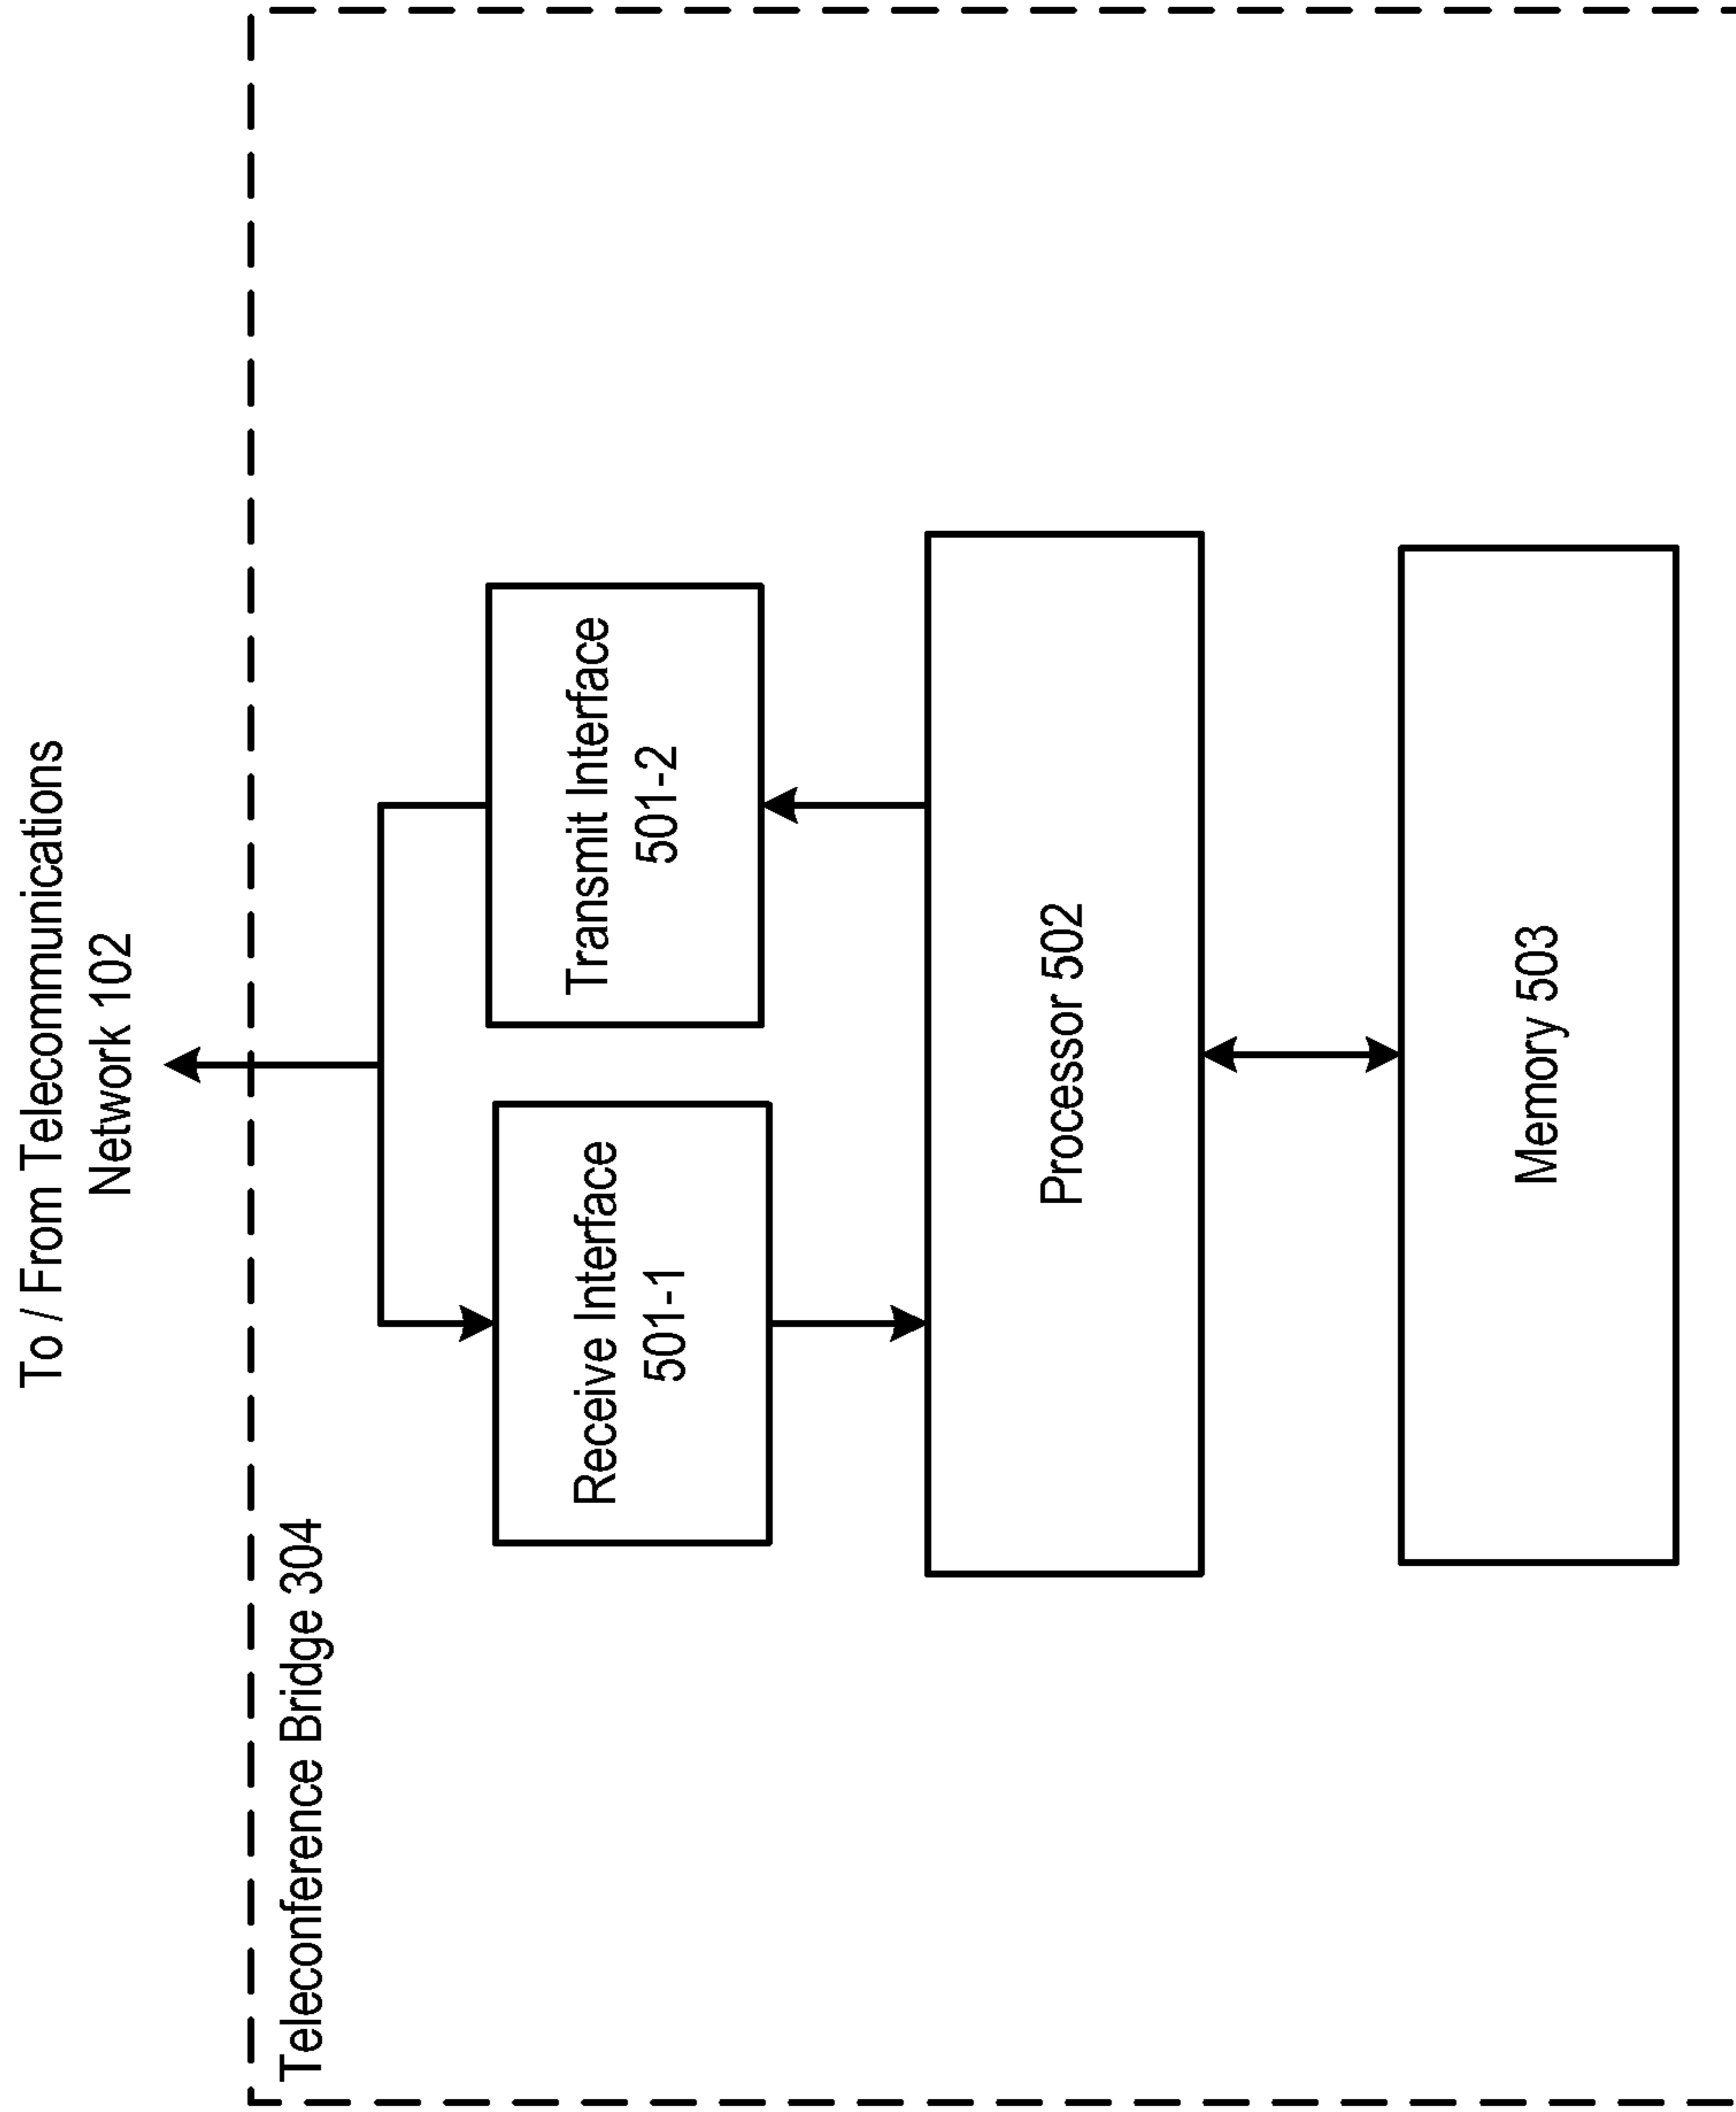 To / From Telecommunications
Network 102
Teleconference Bridge 304
Receive Interface
501-1
Transmit Interface
501-2
Processor 502
Memory 503